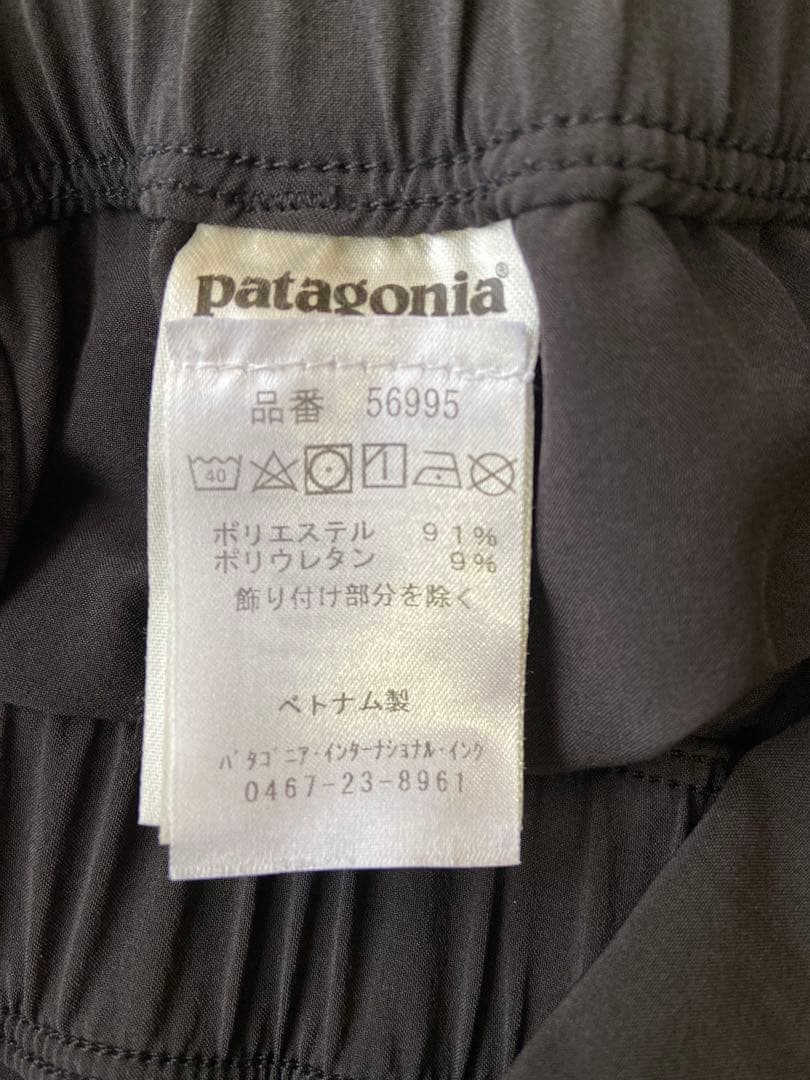 patagonia®
品番 56995
40
ポリエステル 91%
ポリウレタン 9%
飾り付け部分を除く
ベトナム製
パタゴニア・インターナショナル・インク
0467-23-8961